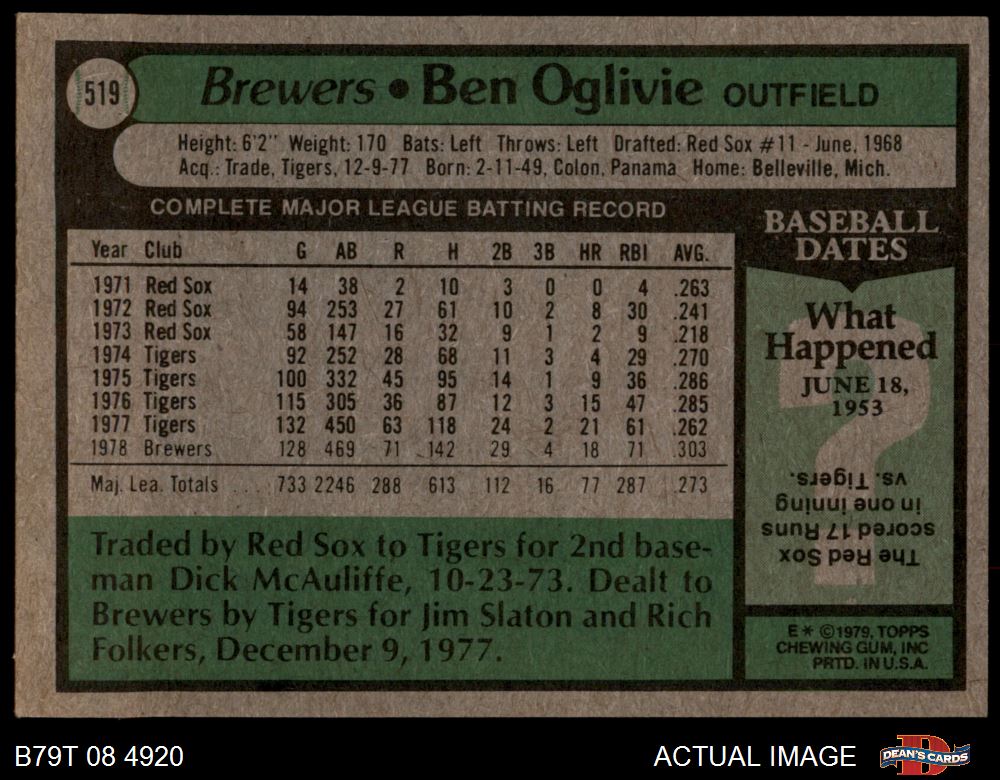 519
Brewers • Ben Oglivie OUTFIELD
Height: 6'2" Weight: 170 Bats: Left Throws: Left Drafted: Red Sox #11 - June, 1968
Acq.: Trade, Tigers, 12-9-77 Born: 2-11-49, Colon, Panama Home: Belleville, Mich.
COMPLETE MAJOR LEAGUE BATTING RECORD
Year Club G AB R H 2B 3B HR RBI AVG.
1971 Red Sox 14 38 2 10 3 0 0 4 .263
1972 Red Sox 94 253 27 61 10 2 8 30 .241
1973 Red Sox 58 147 16 32 9 1 2 9 .218
1974 Tigers 92 252 28 68 11 3 4 29 .270
1975 Tigers 100 332 45 95 14 1 9 36 .286
1976 Tigers 115 305 36 87 12 3 15 47 .285
1977 Tigers 132 450 63 118 24 2 21 61 .262
1978 Brewers 128 469 71 142 29 4 18 71 .303
Maj. Lea. Totals .... 733 2246 288 613 112 16 77 287 .273
Traded by Red Sox to Tigers for 2nd base-
man Dick McAuliffe, 10-23-73. Dealt to
Brewers by Tigers for Jim Slaton and Rich
Folkers, December 9, 1977.
BASEBALL
DATES
What
Happened
JUNE 18,
1953
?
The Red Sox
scored 17 Runs
in one inning
vs. Tigers.
E * ©1979, TOPPS
CHEWING GUM, INC
PRTD. IN U.S.A.
B79T 08 4920
ACTUAL IMAGE
D
DEAN'S CARDS